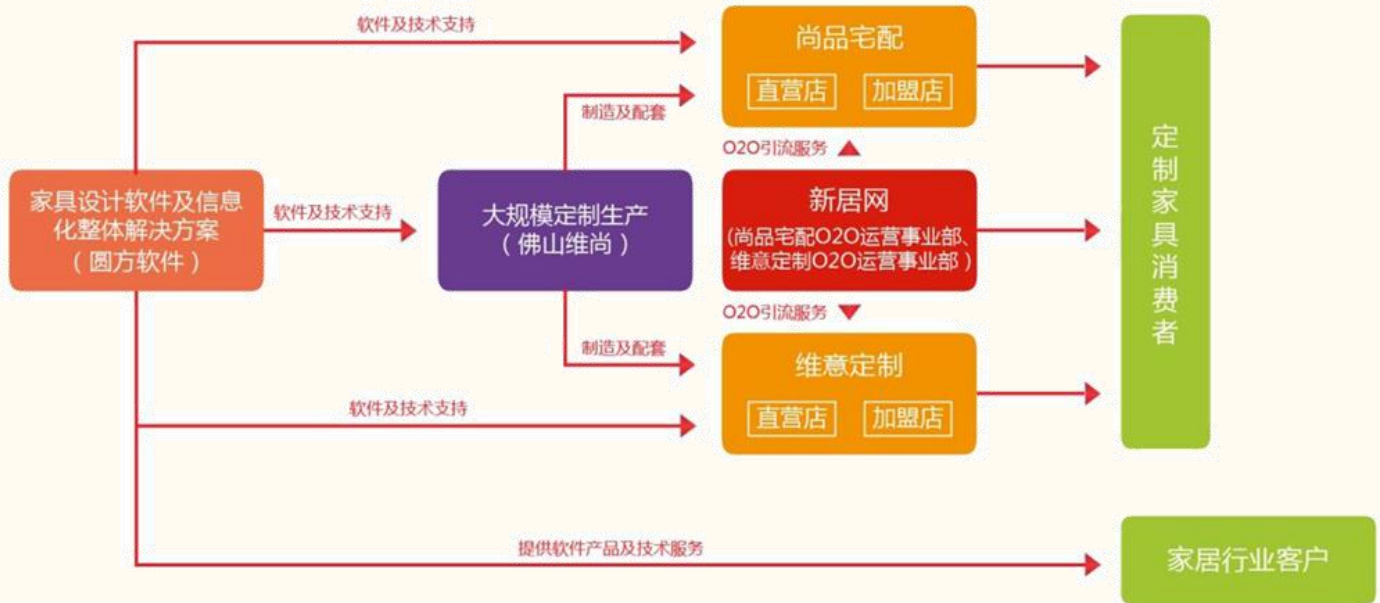 软件及技术支持
尚品宅配
直营店 加盟店
制造及配套
O2O引流服务
家具设计软件及信息
化整体解决方案
（圆方软件）
软件及技术支持
大规模定制生产
（佛山维尚）
新居网
(尚品宅配O2O运营事业部、
维意定制O2O运营事业部）
定制家具消费者
O2O引流服务
制造及配套
维意定制
直营店 加盟店
软件及技术支持
提供软件产品及技术服务
家居行业客户